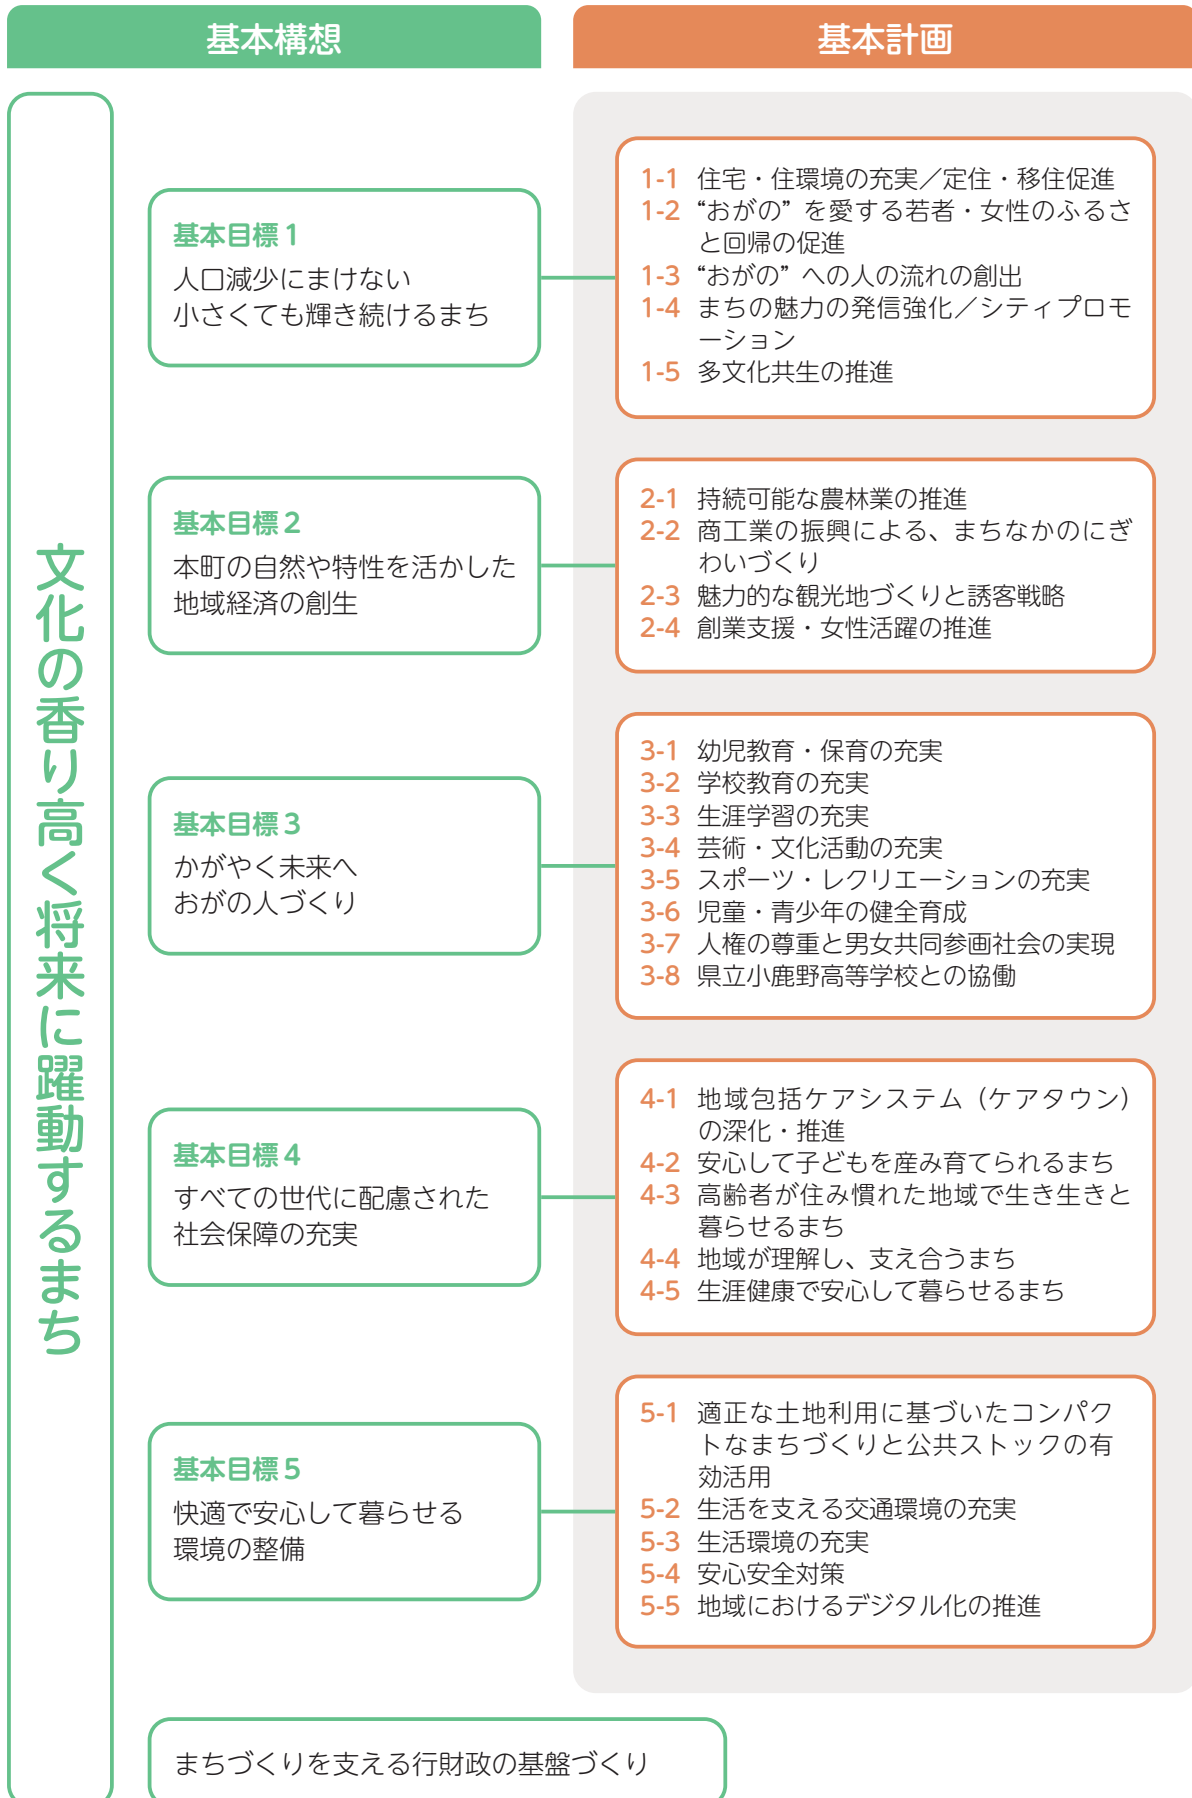 基本構想
基本計画
文化の香り高く将来に躍動するまち
基本目標1
人口減少にまけない
小さくても輝き続けるまち
1-1 住宅・住環境の充実／定住・移住促進
1-2 “おがの”を愛する若者・女性のふるさ
と回帰の促進
1-3 “おがの”への人の流れの創出
1-4 まちの魅力の発信強化／シティプロモ
ーション
1-5 多文化共生の推進
基本目標2
本町の自然や特性を活かした
地域経済の創生
2-1 持続可能な農林業の推進
2-2 商工業の振興による、まちなかのにぎ
わいづくり
2-3 魅力的な観光地づくりと誘客戦略
2-4 創業支援・女性活躍の推進
基本目標3
かがやく未来へ
おがの人づくり
3-1 幼児教育・保育の充実
3-2 学校教育の充実
3-3 生涯学習の充実
3-4 芸術・文化活動の充実
3-5 スポーツ・レクリエーションの充実
3-6 児童・青少年の健全育成
3-7 人権の尊重と男女共同参画社会の実現
3-8 県立小鹿野高等学校との協働
基本目標4
すべての世代に配慮された
社会保障の充実
4-1 地域包括ケアシステム（ケアタウン）
の深化・推進
4-2 安心して子どもを産み育てられるまち
4-3 高齢者が住み慣れた地域で生き生きと
暮らせるまち
4-4 地域が理解し、支え合うまち
4-5 生涯健康で安心して暮らせるまち
基本目標5
快適で安心して暮らせる
環境の整備
5-1 適正な土地利用に基づいたコンパク
トなまちづくりと公共ストックの有
効活用
5-2 生活を支える交通環境の充実
5-3 生活環境の充実
5-4 安心安全対策
5-5 地域におけるデジタル化の推進
まちづくりを支える行財政の基盤づくり